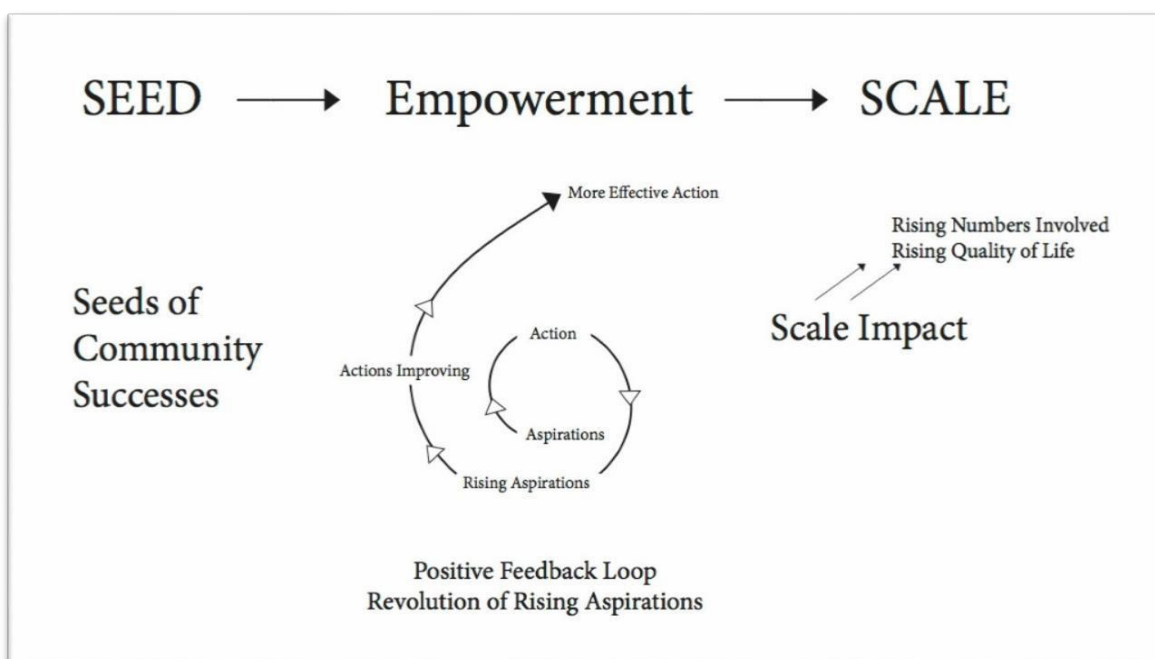 SEED Empowerment SCALE
More Effective Action
Rising Numbers Involved
Rising Quality of Life
Seeds of
Community
Successes
Scale Impact
Action
Actions Improving
Aspirations
Rising Aspirations
Positive Feedback Loop
Revolution of Rising Aspirations